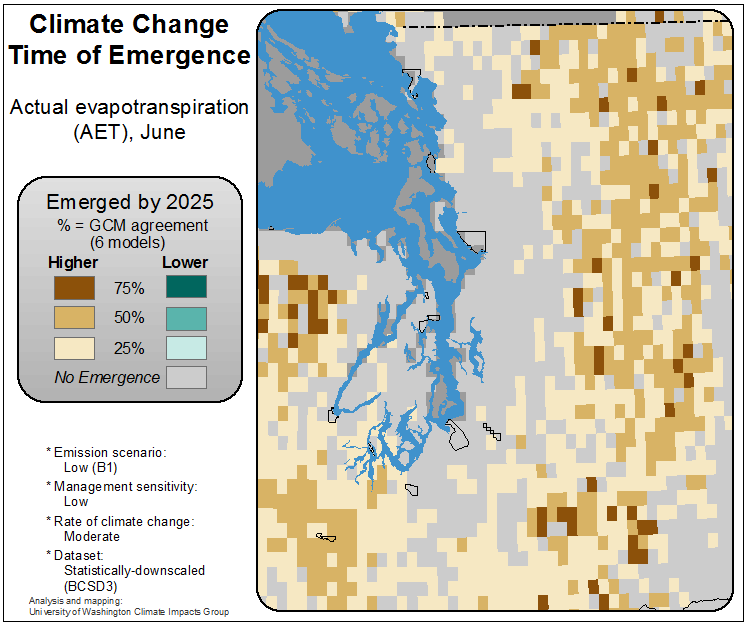 Climate Change
Time of Emergence
Actual evapotranspiration
(AET), June
Emerged by 2025
% = GCM agreement
(6 models)
Higher Lower
75%
50%
25%
No Emergence
* Emission scenario:
Low (B1)
* Management sensitivity:
Low
* Rate of climate change:
Moderate
* Dataset:
Statistically-downscaled
(BCSD3)
Analysis and mapping:
University of Washington Climate Impacts Group